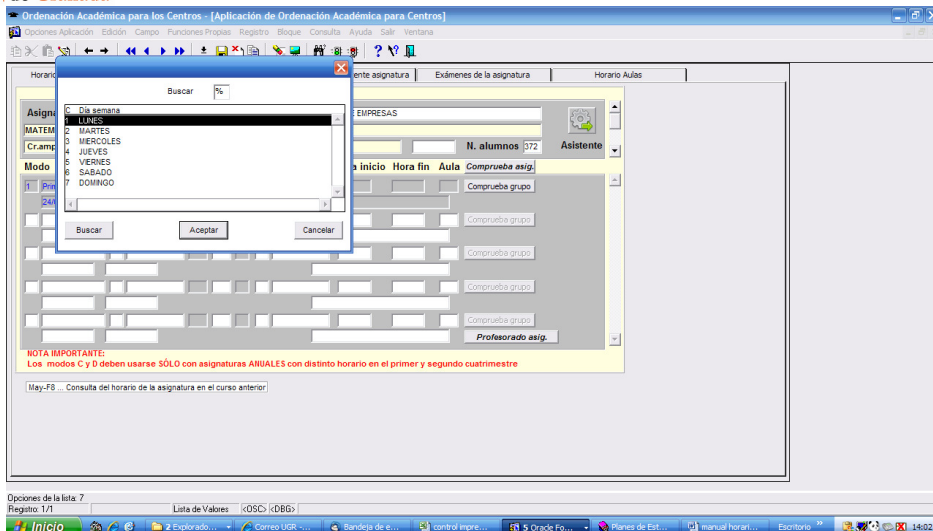 Ordenación Académica para los Centros - [Aplicación de Ordenación Académica para Centros]
Opciones Aplicación Edición Campo Funciones Propias Registro Bloque Consulta Ayuda Salir Ventana
Horario
ente asignatura Exámenes de la asignatura Horario Aulas
Buscar %
C Día semana
1 LUNES
2 MARTES
3 MIERCOLES
4 JUEVES
5 VIERNES
6 SABADO
7 DOMINGO
Buscar Aceptar Cancelar
Asigna
E EMPRESAS
MATEM
Cr.amp
N. alumnos 372 Asistente
Modo
a inicio Hora fin Aula Comprueba asig.
1 Prin
Comprueba grupo
24/
Comprueba grupo
Comprueba grupo
Comprueba grupo
Comprueba grupo
Profesorado asig.
NOTA IMPORTANTE:
Los modos C y D deben usarse SÓLO con asignaturas ANUALES con distinto horario en el primer y segundo cuatrimestre
May-F8 ... Consulta del horario de la asignatura en el curso anterior
Opciones de la lista: 7
Registro: 1/1 Lista de Valores <OSC> <DBG>
Inicio 2 Explorado... Correo UGR -... Bandeja de e... control impre... 5 Oracle Fo... Planes de Est... manual horari... Escritorio » 14:02